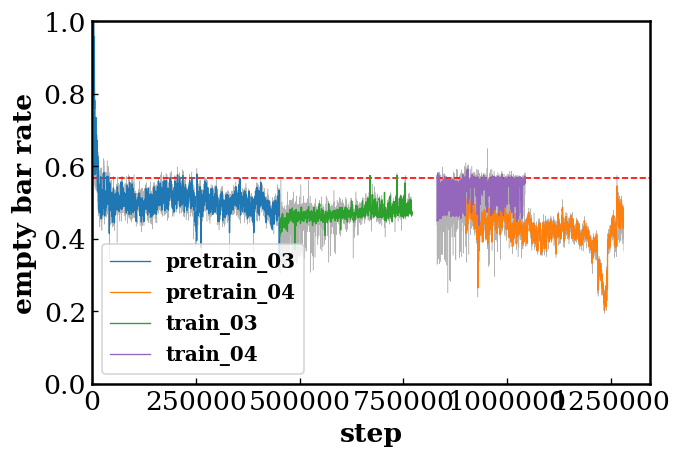 1.0
0.8
0.6
0.4
0.2
0.0
empty bar rate
pretrain_03
pretrain_04
train_03
train_04
0 250000 500000 750000 1000000 1250000
step